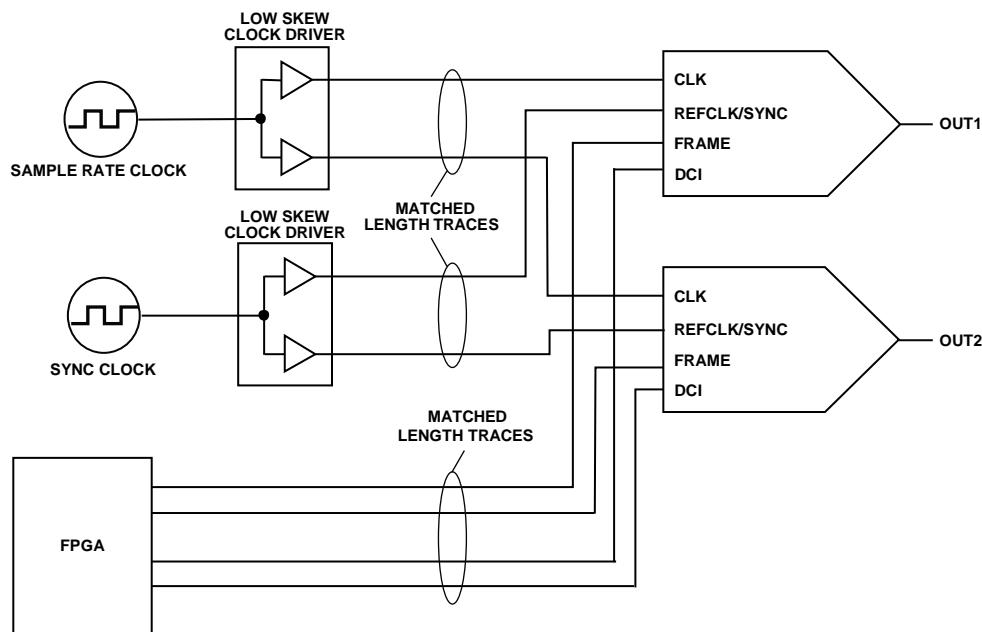 LOW SKEW
CLOCK DRIVER
SAMPLE RATE CLOCK
CLK
REFCLK/SYNC
FRAME
DCI
OUT1
MATCHED
LENGTH TRACES
LOW SKEW
CLOCK DRIVER
SYNC CLOCK
CLK
REFCLK/SYNC
FRAME
DCI
OUT2
MATCHED
LENGTH TRACES
FPGA